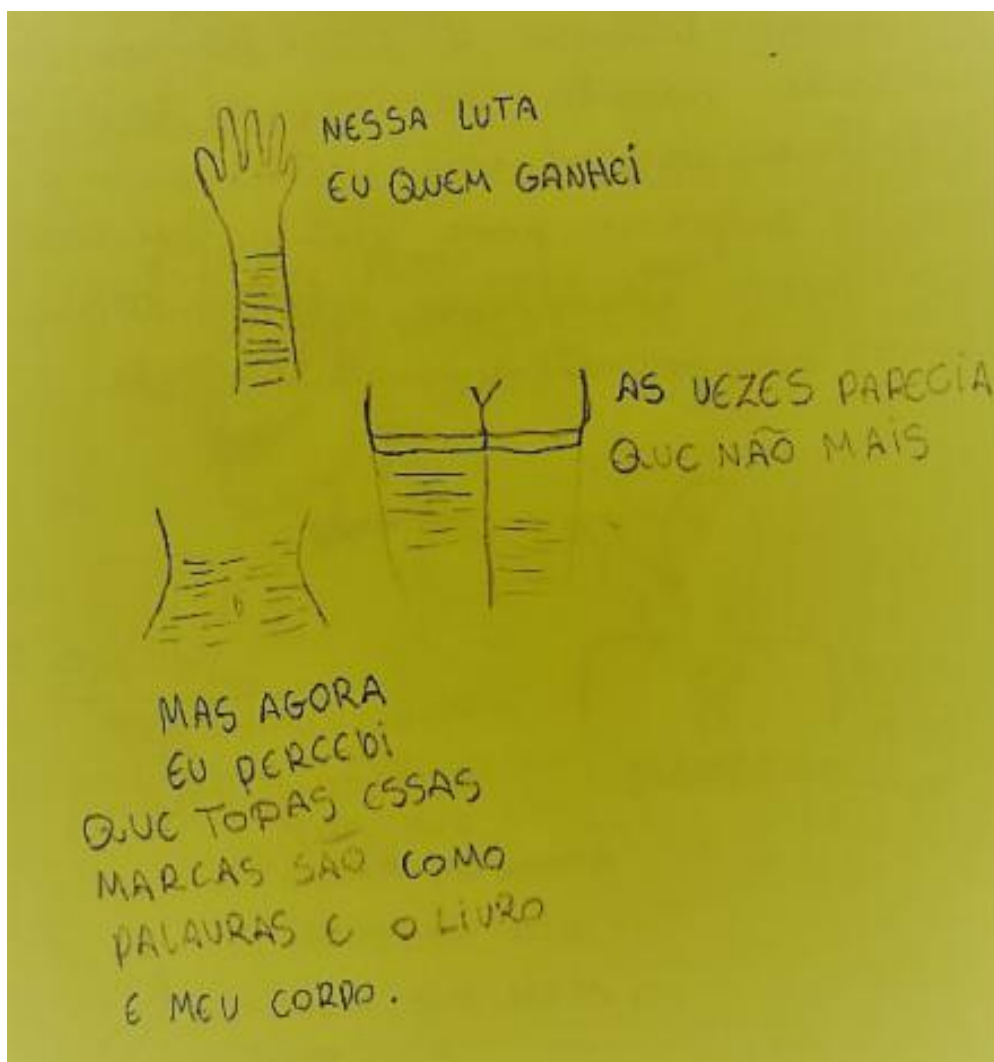 NESSA LUTA
EU QUEM GANHEI
AS VEZES PARECIA
QUE NÃO MAIS
MAS AGORA
EU PERCEBI
QUE TODAS ESSAS
MARCAS SÃO COMO
PALAVRAS E O LIVRO
E MEU CORPO.